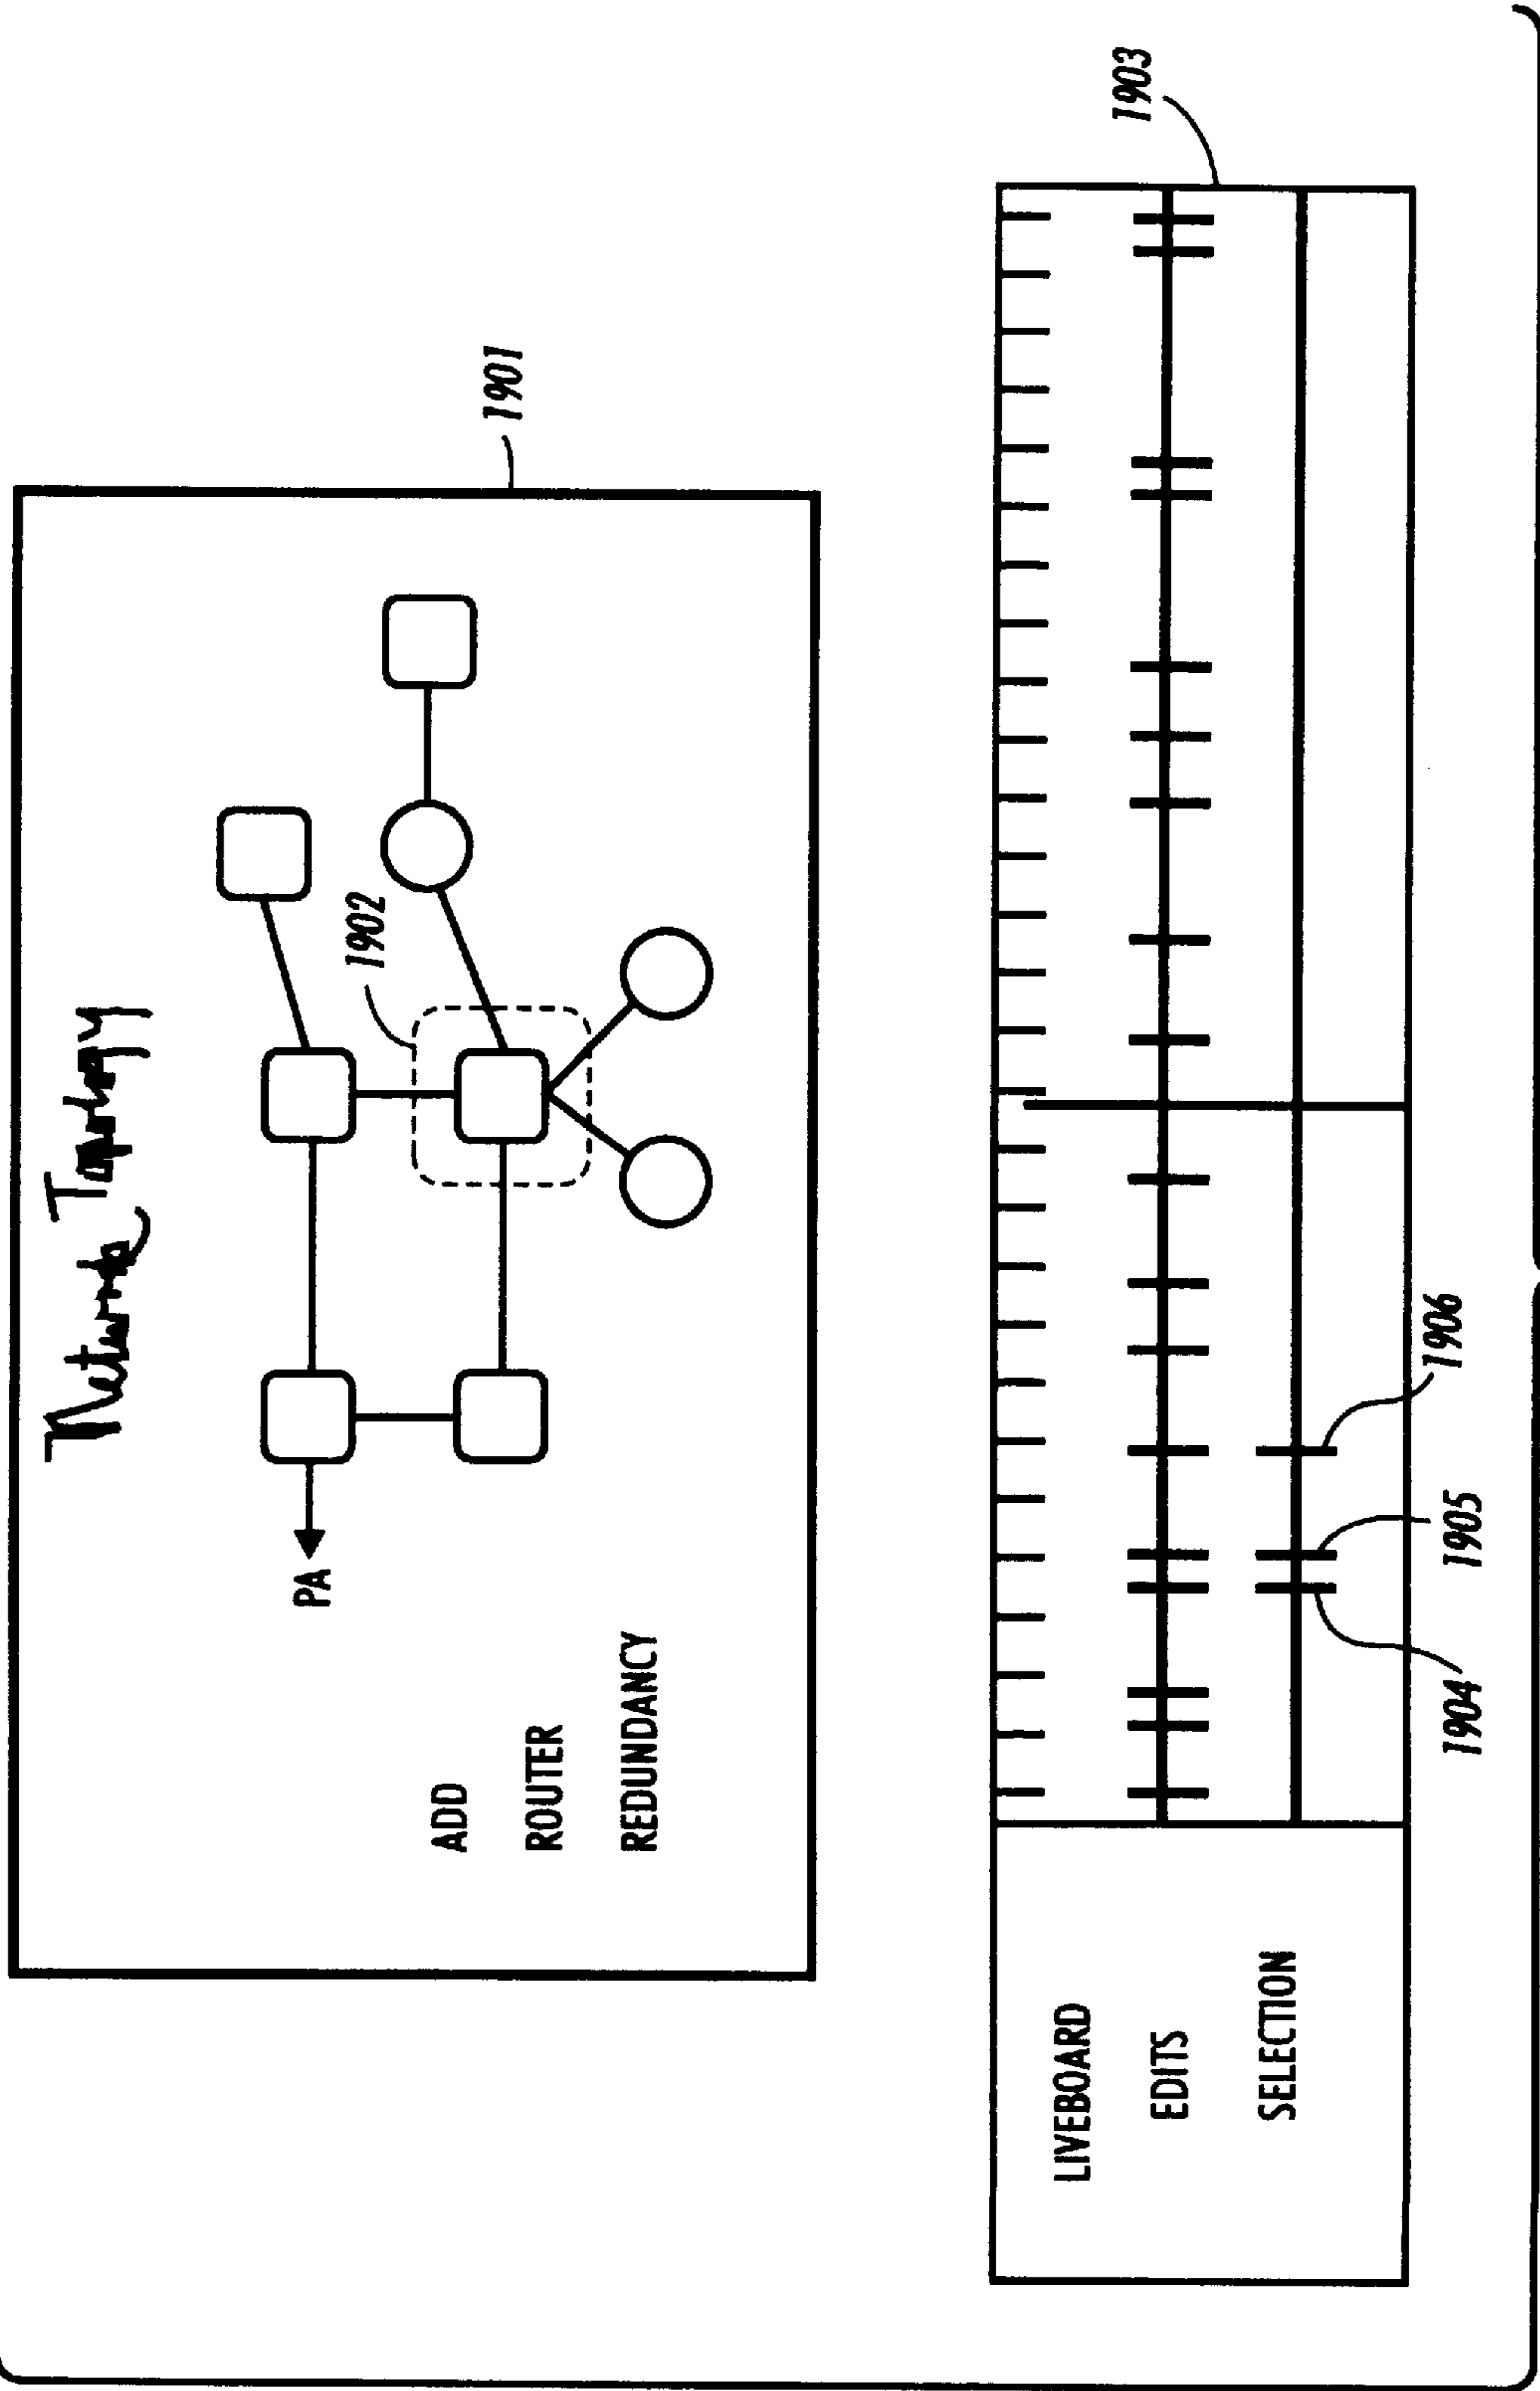 Network Topology
1901
1902
PA
ADD
ROUTER
REDUNDANCY
1903
LIVEBOARD
EDITS
SELECTION
1904
1905
1906